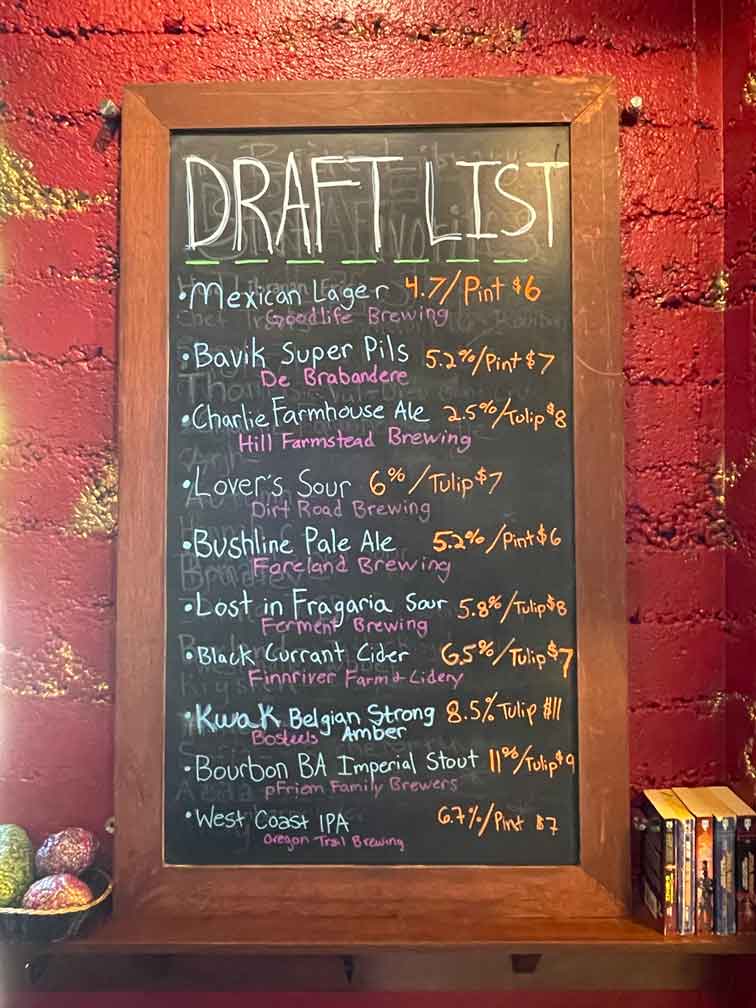 DRAFT LIST
•Mexican Lager 4.7/Pint $6
Goodlife Brewing
•Bavik Super Pils 5.2%/Pint $7
De Brabandere
•Charlie Farmhouse Ale 2.5%/Tulip $8
Hill Farmstead Brewing
•Lover's Sour 6%/Tulip $7
Dirt Road Brewing
•Bushline Pale Ale 5.2%/Pint $6
Foreland Brewing
•Lost in Fragaria Sour 5.8%/Tulip $8
Ferment Brewing
•Black Currant Cider 6.5%/Tulip $7
Finnriver Farm & Cidery
•Kwak Belgian Strong 8.5% Tulip $11
Bosteels Amber
•Bourbon BA Imperial Stout 11%/Tulip $9
pFriem Family Brewers
•West Coast IPA 6.7%/Pint $7
Oregon Trail Brewing